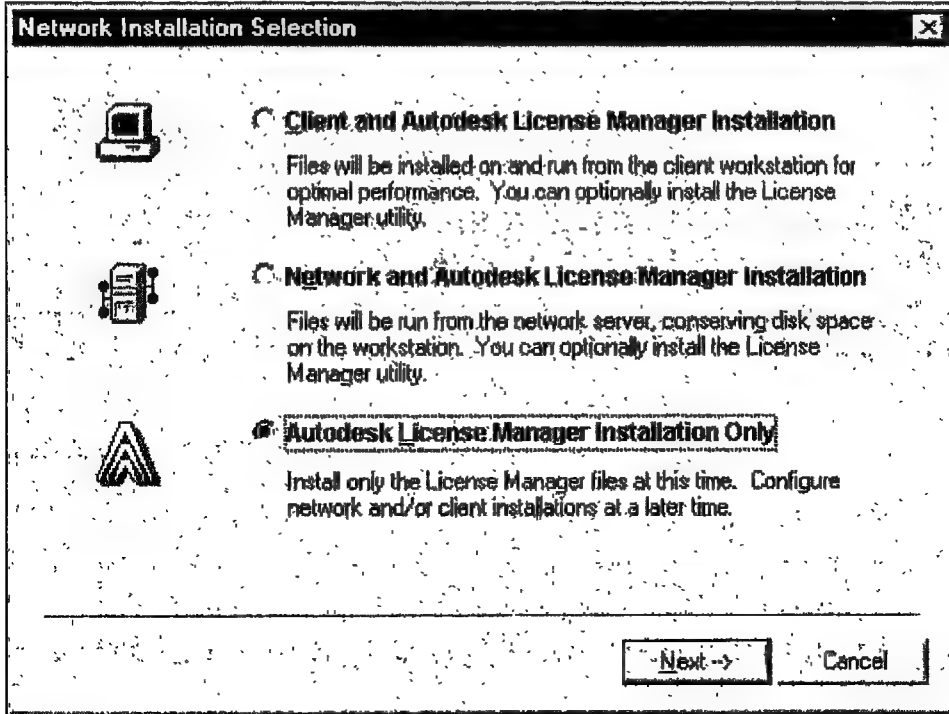 Network Installation Selection
Client and Autodesk License Manager Installation
Files will be installed on and run from the client workstation for
optimal performance. You can optionally install the License
Manager utility.
Network and Autodesk License Manager Installation
Files will be run from the network server, conserving disk space
on the workstation. You can optionally install the License
Manager utility.
Autodesk License Manager Installation Only
Install only the License Manager files at this time. Configure
network and/or client installations at a later time.
Next -->
Cancel